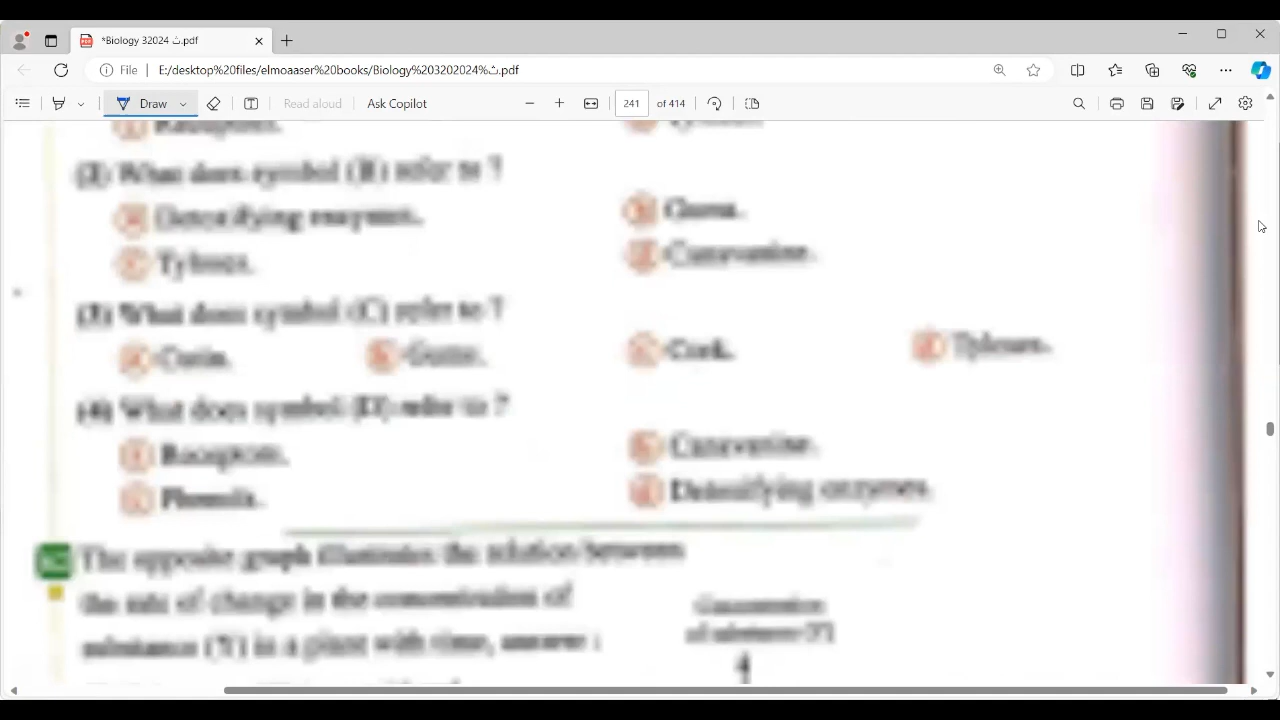 *Biology 32024 ث.pdf
File E:/desktop%20files/elmoaaser%20books/Biology%203202024%ث.pdf
Draw Read aloud Ask Copilot 241 of 414
(2) What does symbol (B) refer to ?
Detoxifying enzymes. Gums.
Tyloses. Canavanine.
(3) What does symbol (C) refer to ?
Cutin. Gums. Cork. Tyloses.
(4) What does symbol (D) refer to ?
Receptors. Canavanine.
Phenols. Detoxifying enzymes.
The opposite graph illustrates the relation between
the rate of change in the concentration of
substance in a plant with time, answer :
Concentration
of substance